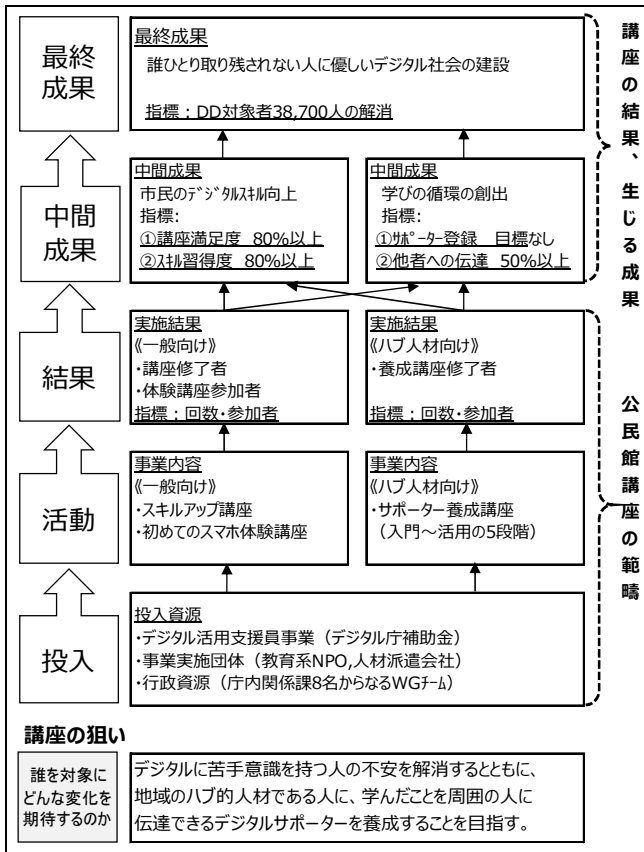 最終
成果
最終成果
誰ひとり取り残されない人に優しいデジタル社会の建設
指標：DD対象者38,700人の解消
中間
成果
中間成果
市民のﾃﾞｼﾞﾀﾙｽｷﾙ向上
指標:
①講座満足度 80%以上
②ｽｷﾙ習得度 80%以上
中間成果
学びの循環の創出
指標:
①ｻﾎﾟｰﾀｰ登録 目標なし
②他者への伝達 50%以上
結果
実施結果
《一般向け》
・講座修了者
・体験講座参加者
指標：回数・参加者
実施結果
《ハブ人材向け》
・養成講座修了者
指標：回数・参加者
活動
事業内容
《一般向け》
・スキルアップ講座
・初めてのスマホ体験講座
事業内容
《ハブ人材向け》
・サポーター養成講座
（入門～活用の5段階）
投入
投入資源
・デジタル活用支援員事業（デジタル庁補助金）
・事業実施団体（教育系NPO,人材派遣会社）
・行政資源（庁内関係課8名からなるWGﾁｰﾑ）
講座の結果、生じる成果
公民館講座の範疇
講座の狙い
誰を対象に
どんな変化を
期待するのか
デジタルに苦手意識を持つ人の不安を解消するとともに、
地域のハブ的人材である人に、学んだことを周囲の人に
伝達できるデジタルサポーターを養成することを目指す。